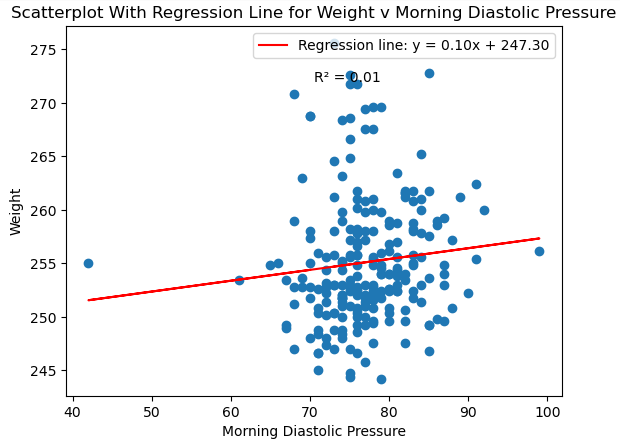 Scatterplot With Regression Line for Weight v Morning Diastolic Pressure
Regression line: y = 0.10x + 247.30
R² = 0.01
275
270
265
260
255
250
245
Weight
40 50 60 70 80 90 100
Morning Diastolic Pressure